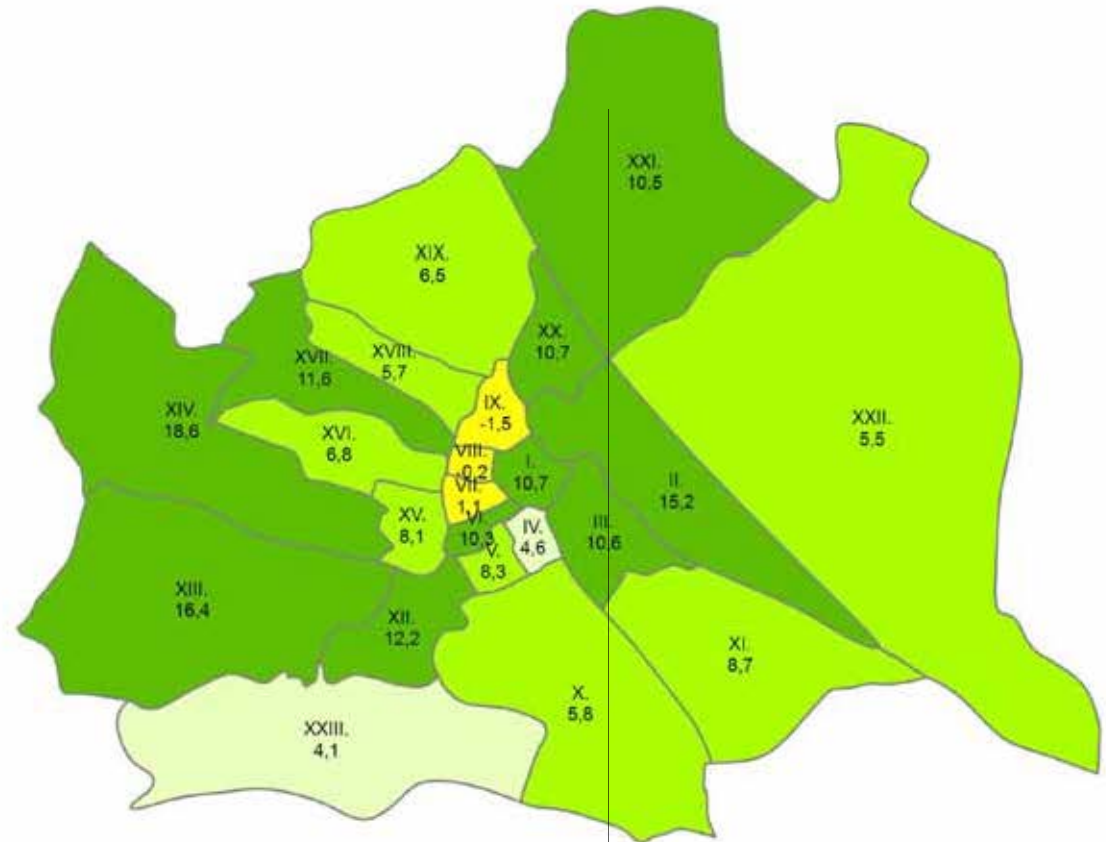 XXI.
10,5
XIX.
6,5
XX.
10,7
XVIII.
5,7
XVII.
11,6
IX.
-1,5
XIV.
18,6
XXII.
5,5
XVI.
6,8
VIII.
I.
10,7
II.
15,2
VII.
1,1
XV.
8,1
VI.
10,3
IV.
4,6
III.
10,6
V.
8,3
XIII.
16,4
XII.
12,2
XI.
8,7
X.
5,8
XXIII.
4,1